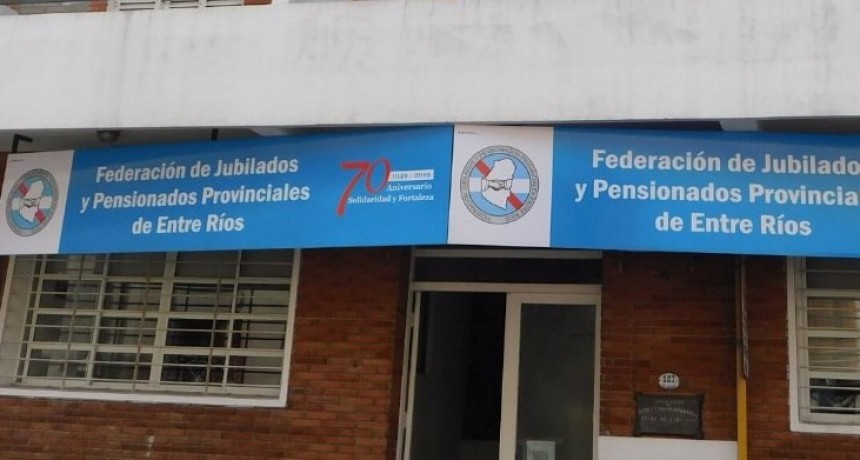 Federación de Jubilados
y Pensionados Provinciales
de Entre Ríos
70
1949 - 2019
Aniversario
Solidaridad y Fortaleza
Federación de Jubilado
y Pensionados Provincia
de Entre Ríos
127